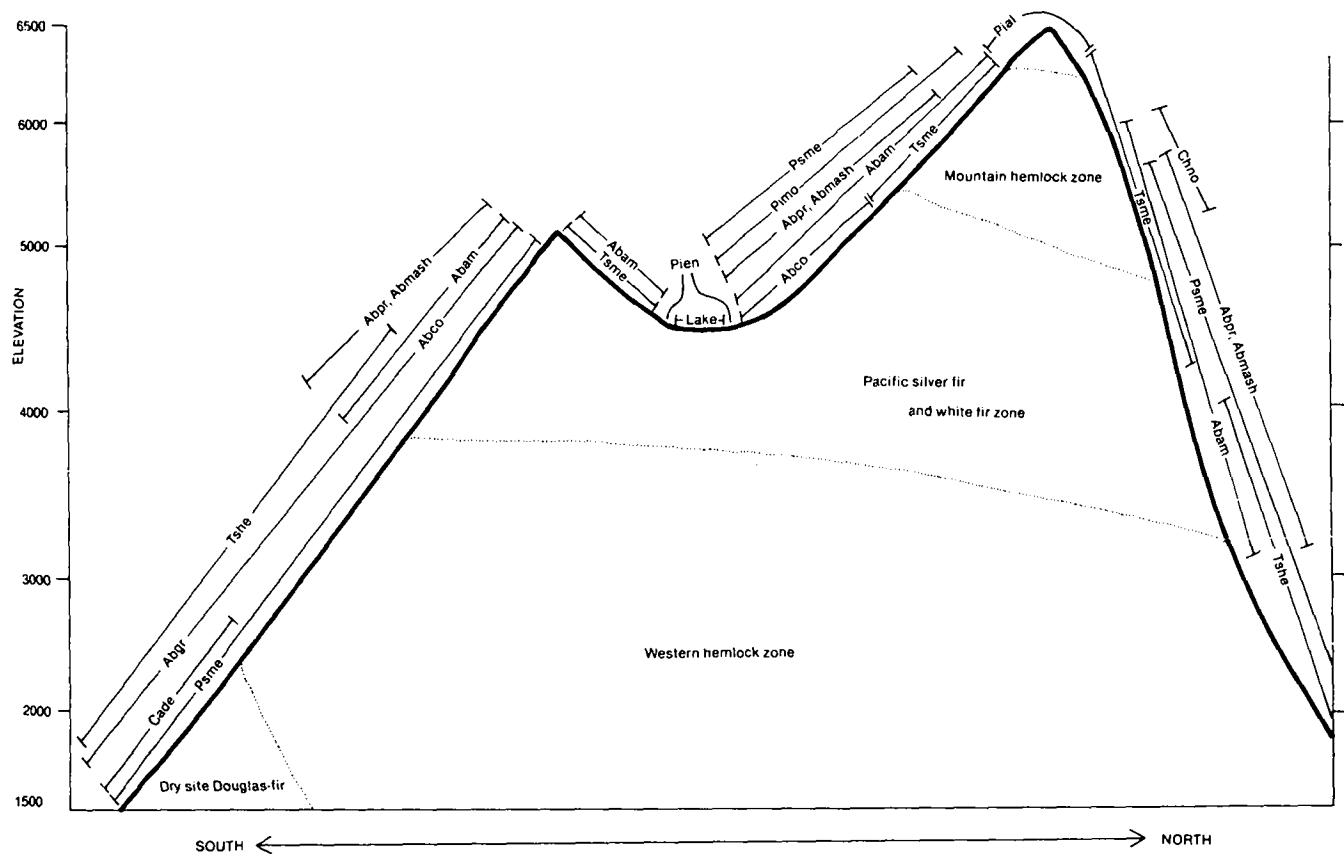 6500
6000
5000
4000
3000
2000
1500
ELEVATION
Pial
Psme
Pimo
Abpr, Abmash
Abam
Tsme
Abco
Mountain hemlock zone
Chno
Tsme
Psme
Abpr, Abmash
Abam
Tshe
Abpr, Abmash
Abam
Abco
Abam
Tsme
Pien
Lake
Pacific silver fir
and white fir zone
Tshe
Abgr
Cade
Psme
Western hemlock zone
Dry site Douglas-fir
SOUTH
NORTH